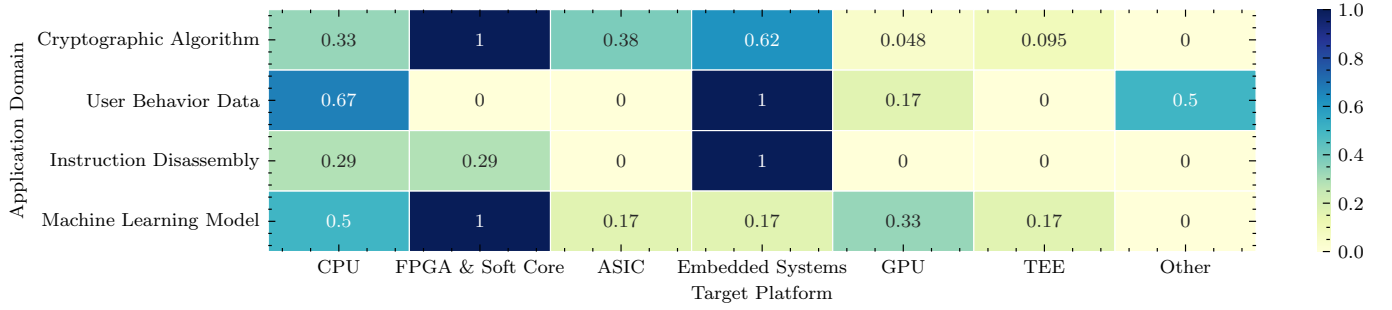 Application Domain
Cryptographic Algorithm 0.33 1 0.38 0.62 0.048 0.095 0
User Behavior Data 0.67 0 0 1 0.17 0 0.5
Instruction Disassembly 0.29 0.29 0 1 0 0 0
Machine Learning Model 0.5 1 0.17 0.17 0.33 0.17 0
CPU FPGA & Soft Core ASIC Embedded Systems GPU TEE Other
Target Platform
1.0
0.8
0.6
0.4
0.2
0.0